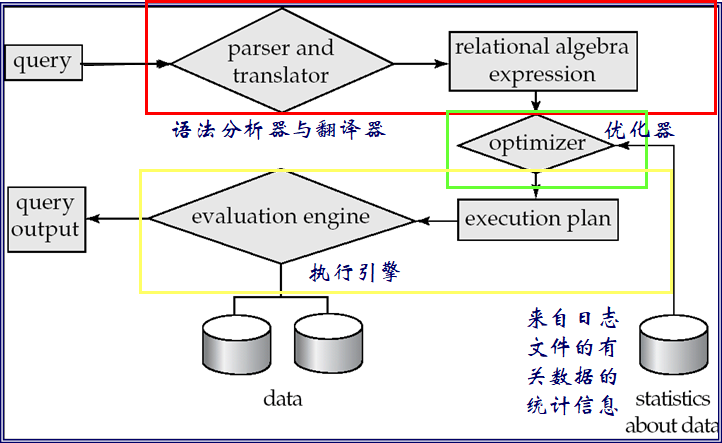 query
parser and
translator
relational algebra
expression
语法分析器与翻译器
优化器
optimizer
query
output
evaluation engine
execution plan
执行引擎
来自日志
文件的有
关数据的
统计信息
data
statistics
about data